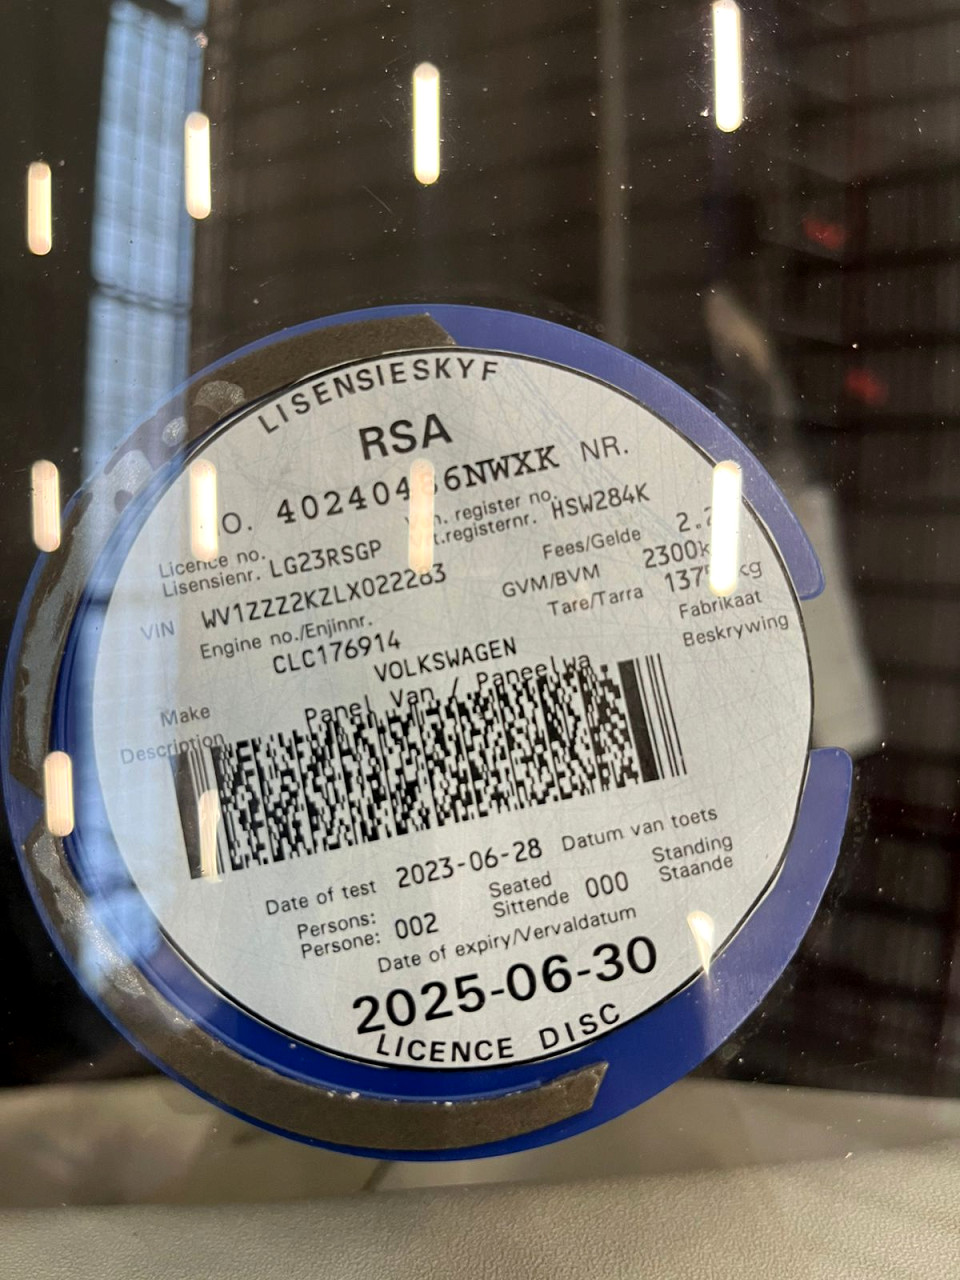 LISENSIESKYF
RSA
NO. NR.
Licence no. Veh. register no.
Lisensienr. LG23RSGP HSW284K
VIN WV1ZZZ2KZLX022283 Fees/Gelde
Engine no./Enjinnr. GVM/BVM 2300k
CLC176914 Tare/Tarra kg
VOLKSWAGEN Fabrikaat
Make Beskrywing
Panel Van / Paneelwa
Description
Date of test 2023-06-28 Datum van toets
Persons: Seated Standing
Persone: 002 Sittende 000 Staande
Date of expiry/Vervaldatum
2025-06-30
LICENCE DISC